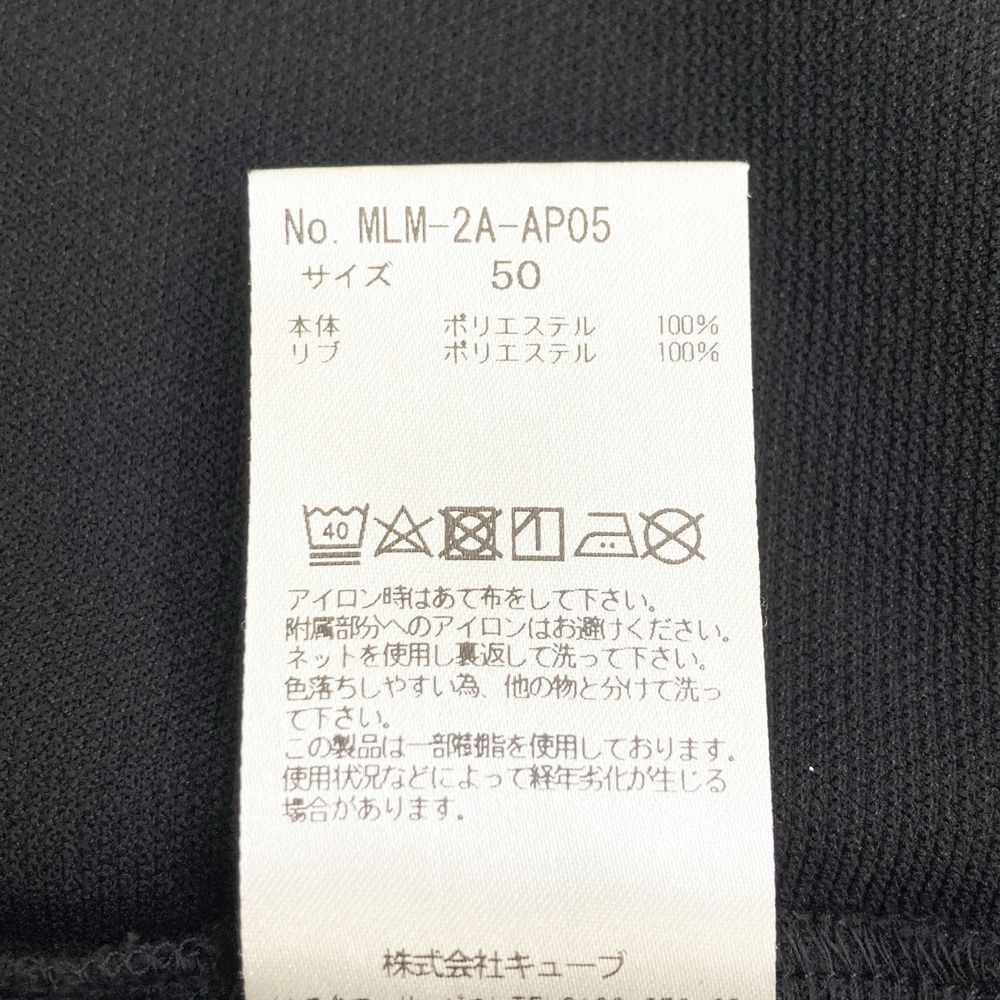 No. MLM-2A-AP05
サイズ 50
本体 ポリエステル 100%
リブ ポリエステル 100%
40
アイロン時はあて布をして下さい。
附属部分へのアイロンはお避けください。
ネットを使用し裏返して洗って下さい。
色落ちしやすい為、他の物と分けて洗っ
て下さい。
この製品は一部樹脂を使用しております。
使用状況などによって経年劣化が生じる
場合があります。
株式会社キューブ